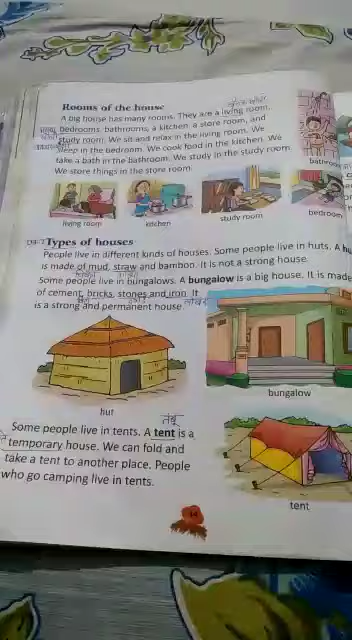 Rooms of the house
A big house has many rooms. They are a living room,
bedrooms, bathrooms, a kitchen, a store room, and
study room. We sit and relax in the living room. We
sleep in the bedroom. We cook food in the kitchen. We
take a bath in the bathroom. We study in the study room.
We store things in the store room.
bathroom
living room
kitchen
study room
bedroom
Types of houses
People live in different kinds of houses. Some people live in huts. A
is made of mud, straw and bamboo. It is not a strong house.
Some people live in bungalows. A bungalow is a big house. It is made
of cement, bricks, stones and iron. It
is a strong and permanent house
hut
bungalow
तंबू
Some people live in tents. A tent is a
temporary house. We can fold and
take a tent to another place. People
who go camping live in tents.
tent